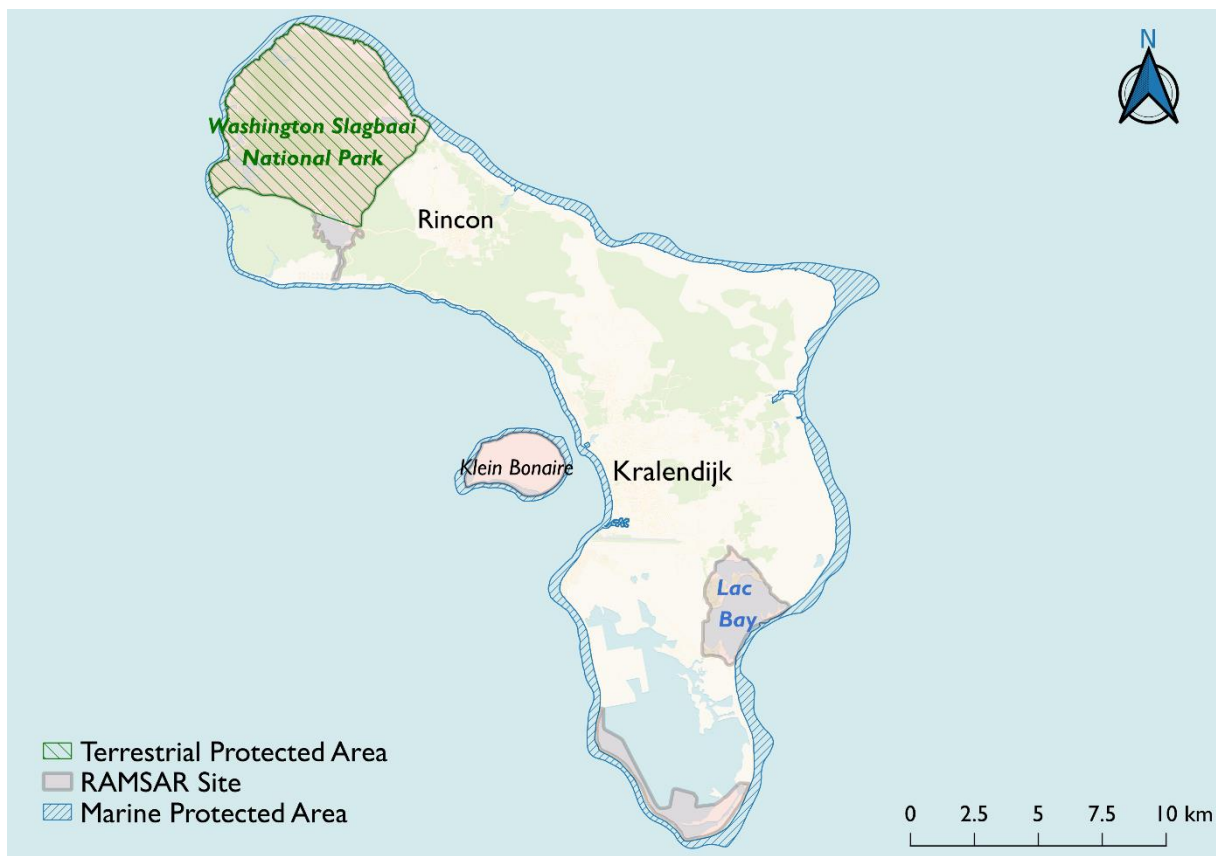 N
Washington Slagbaai
National Park
Rincon
Klein Bonaire
Kralendijk
Lac
Bay
Terrestrial Protected Area
RAMSAR Site
Marine Protected Area
0 2.5 5 7.5 10 km